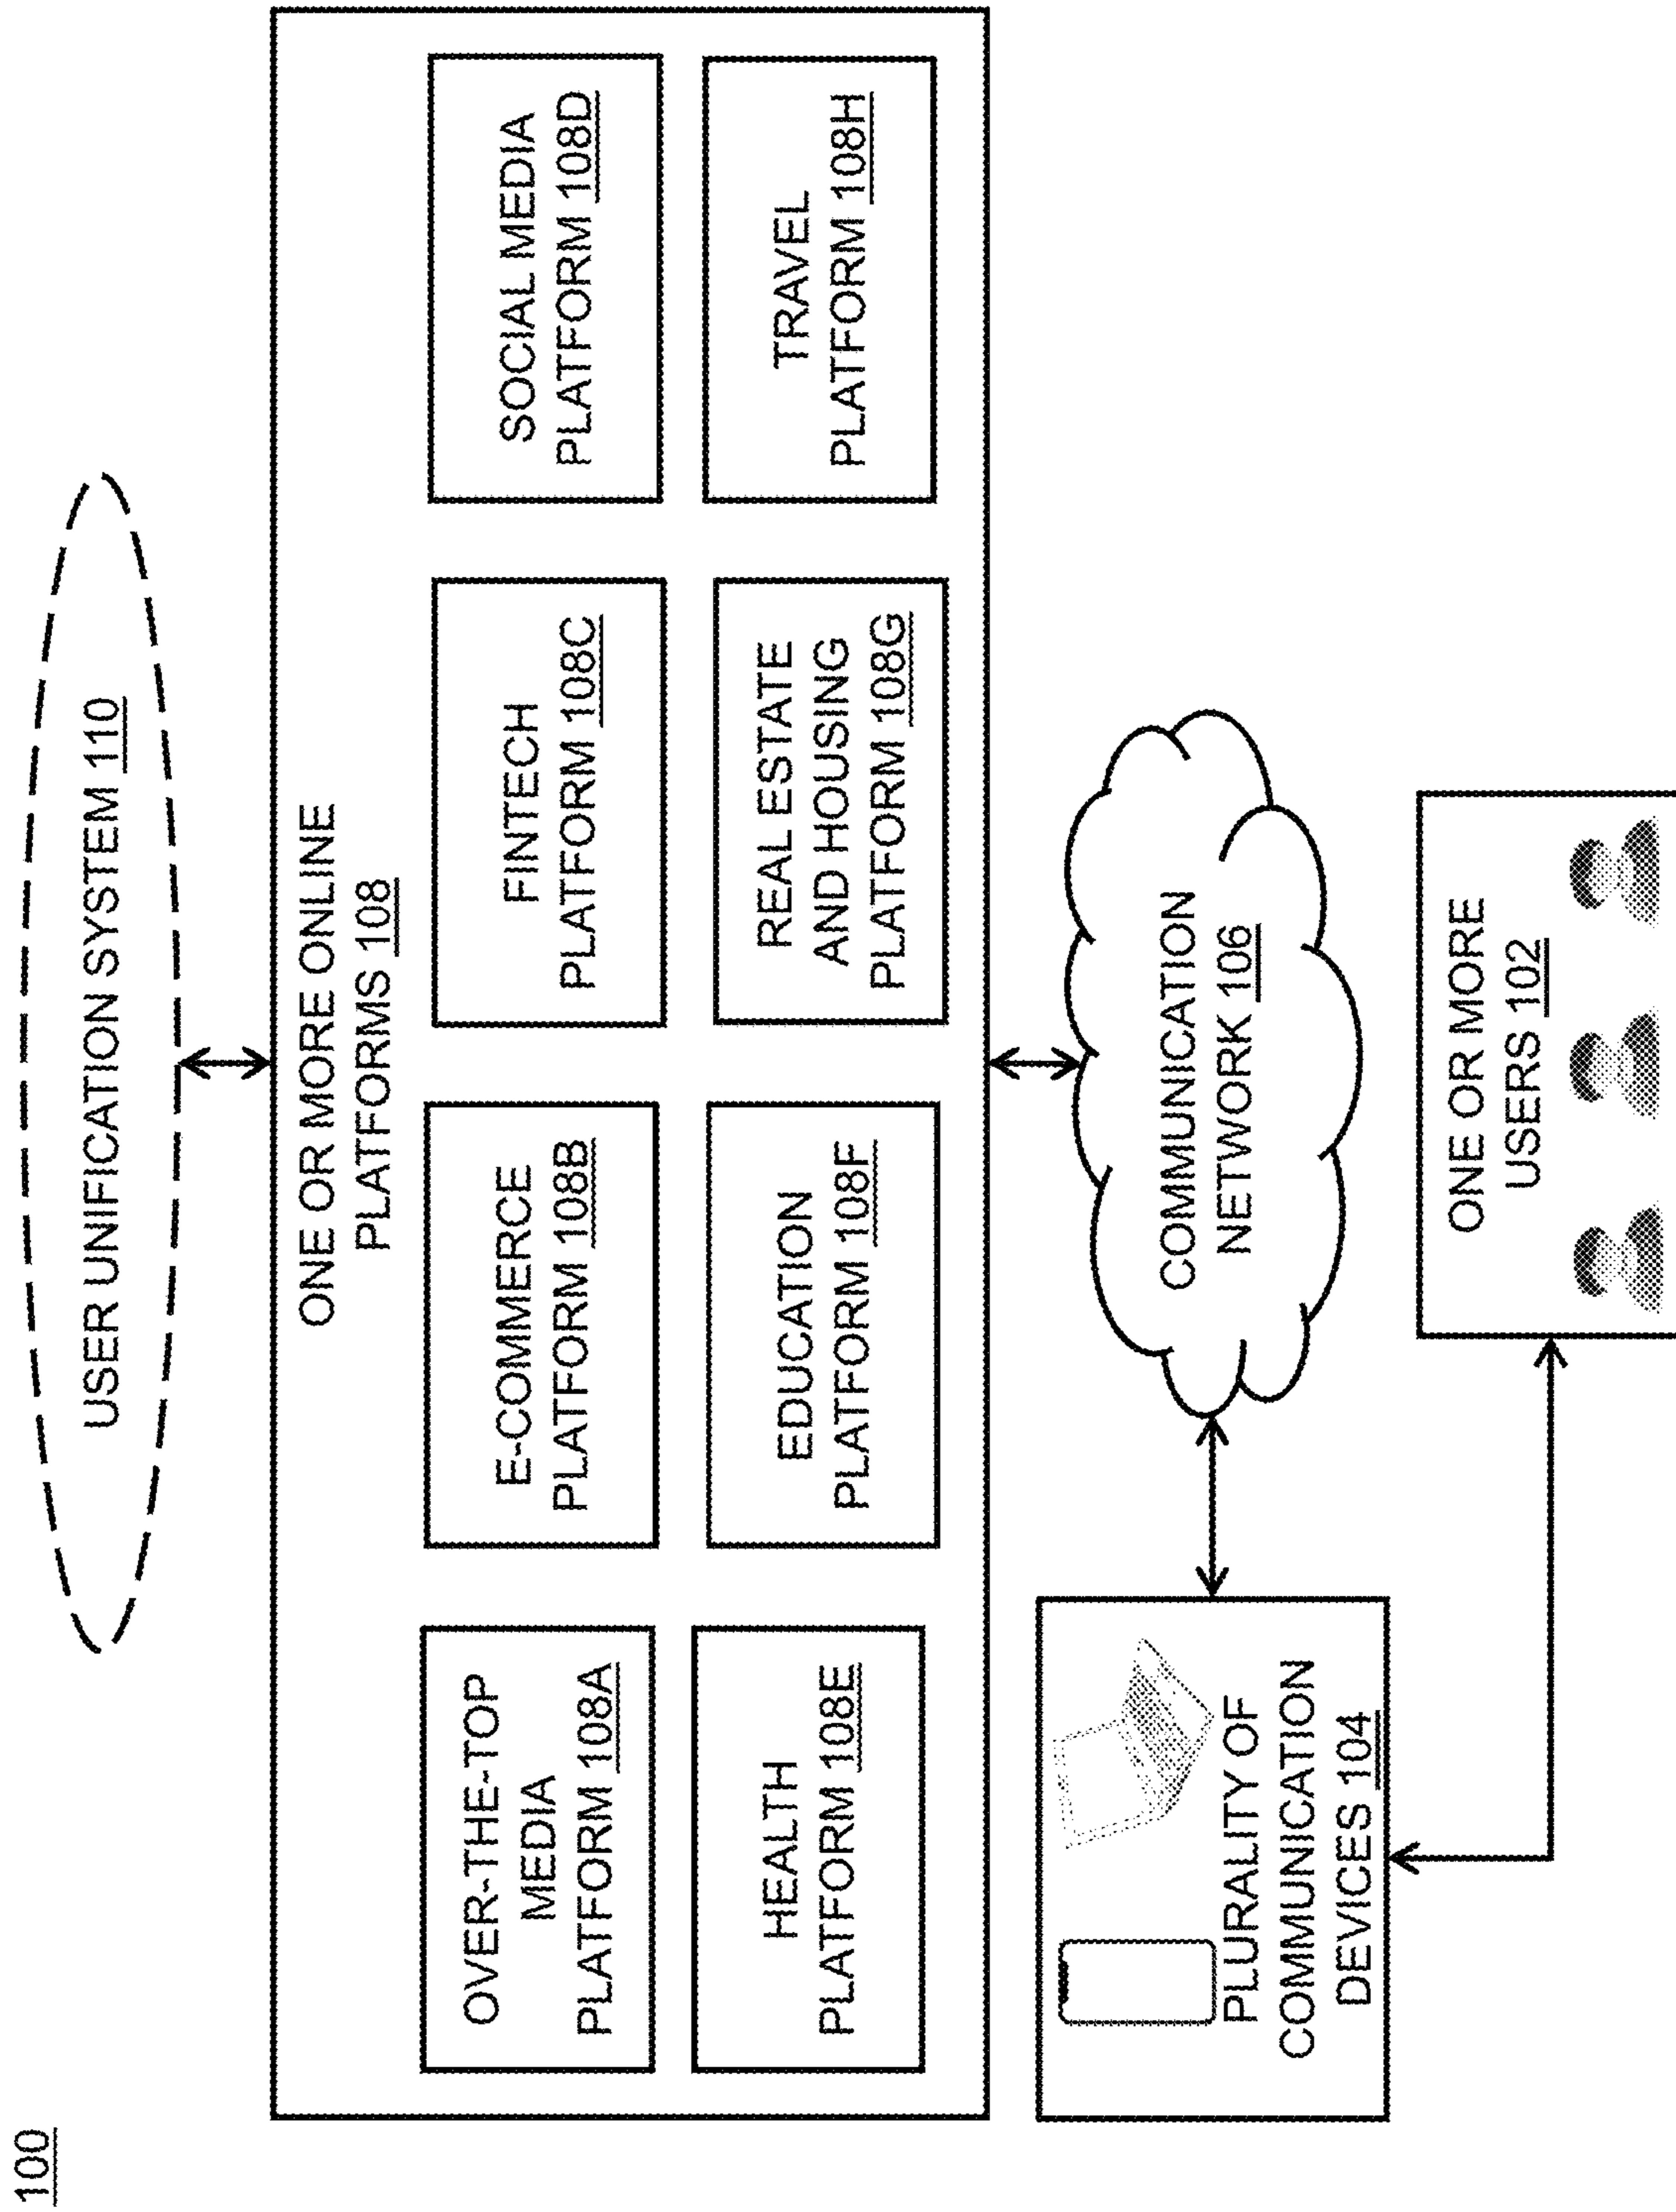 100
USER UNIFICATION SYSTEM 110
ONE OR MORE ONLINE
PLATFORMS 108
OVER-THE-TOP
MEDIA
PLATFORM 108A
E-COMMERCE
PLATFORM 108B
FINTECH
PLATFORM 108C
SOCIAL MEDIA
PLATFORM 108D
HEALTH
PLATFORM 108E
EDUCATION
PLATFORM 108F
REAL ESTATE
AND HOUSING
PLATFORM 108G
TRAVEL
PLATFORM 108H
PLURALITY OF
COMMUNICATION
DEVICES 104
COMMUNICATION
NETWORK 106
ONE OR MORE
USERS 102